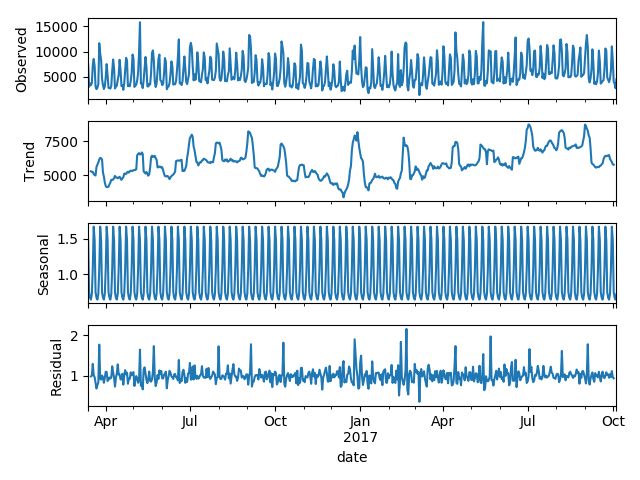 Observed
15000
10000
5000
Trend
7500
5000
Seasonal
1.5
1.0
Residual
2
1
Apr Jul Oct Jan Apr Jul Oct
2017
date